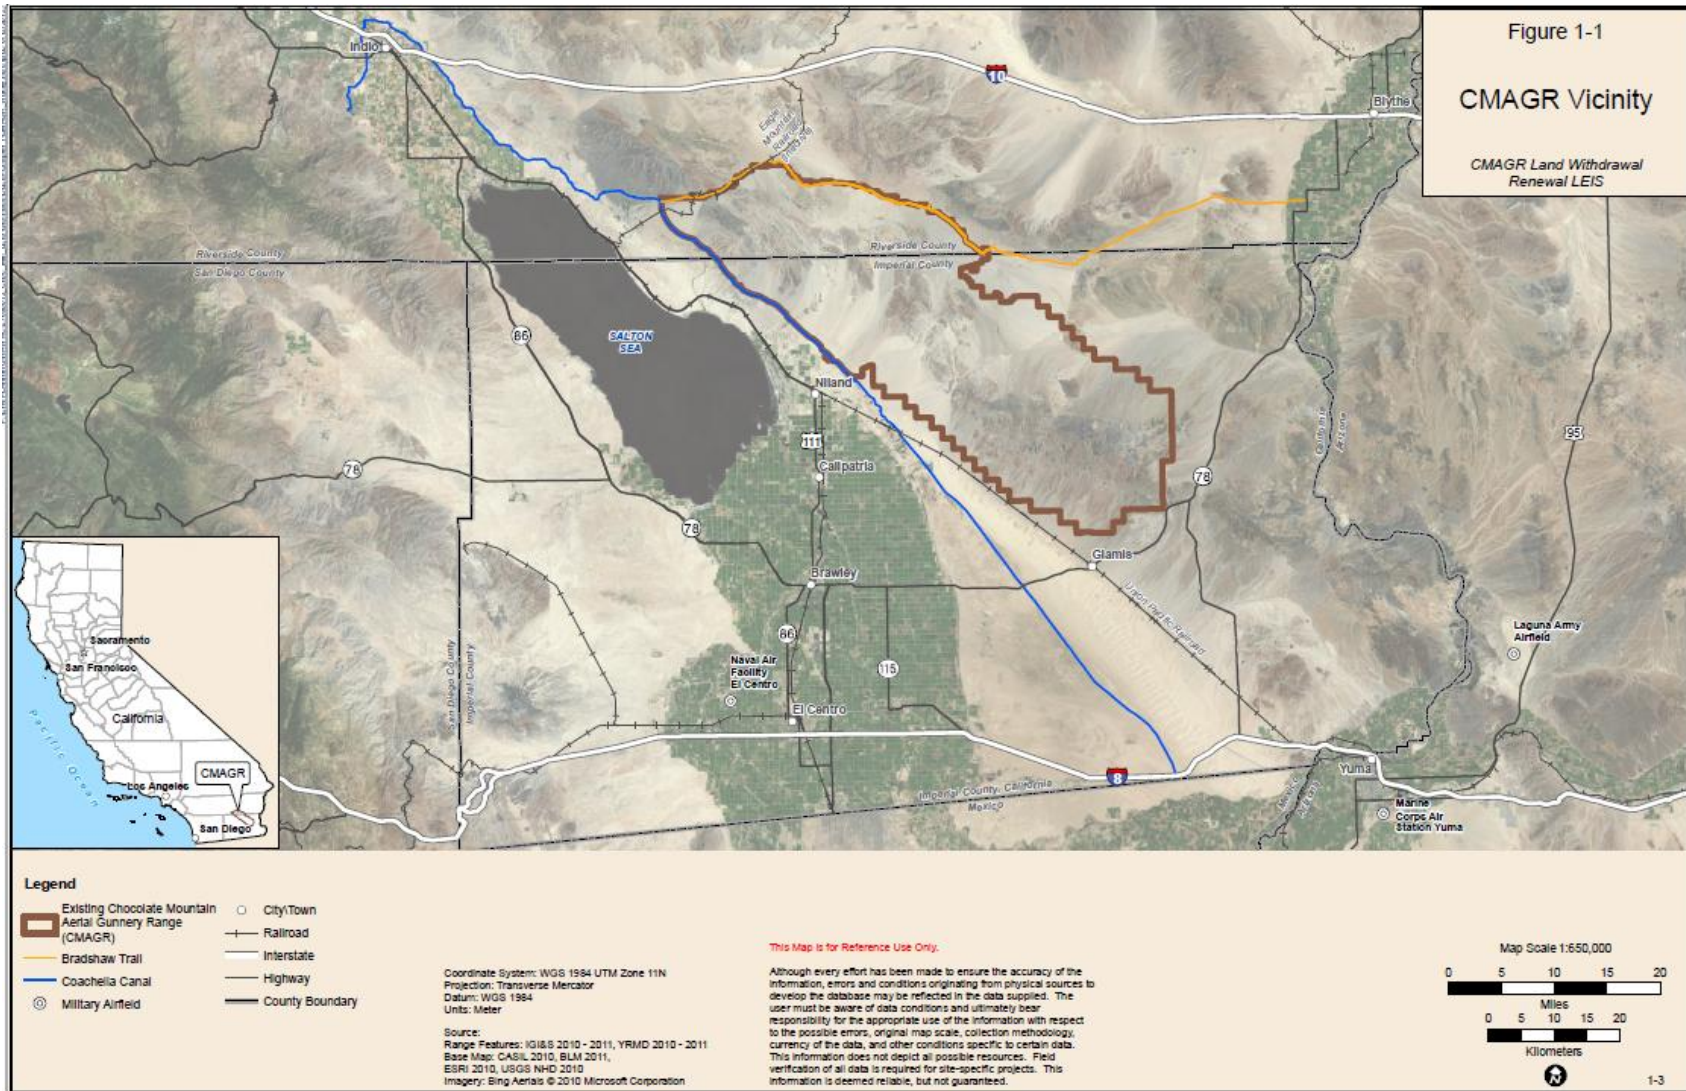 Figure 1-1
CMAGR Vicinity
CMAGR Land Withdrawal
Renewal LEIS
Indio
10
Blythe
Eagle
Mountain
Railroad
Riverside County
San Diego County
Riverside County
Imperial County
86
SALTON
SEA
Niland
111
Calipatria
California
Arizona
95
78
78
78
Glamis
Brawley
Union Pacific Railroad
86
115
Naval Air
Facility
El Centro
El Centro
San Diego County
Imperial County
Laguna Army
Airfield
8
Imperial County, California
Mexico
Yuma
Mexico
Arizona
Marine
Corps Air
Station Yuma
Sacramento
San Francisco
California
Pacific Ocean
CMAGR
Los Angeles
San Diego
Legend
Existing Chocolate Mountain
Aerial Gunnery Range
(CMAGR)
Bradshaw Trail
Coachella Canal
Military Airfield
City\Town
Railroad
Interstate
Highway
County Boundary
Coordinate System: WGS 1984 UTM Zone 11N
Projection: Transverse Mercator
Datum: WGS 1984
Units: Meter
Source:
Range Features: IGI&S 2010 - 2011, YRMD 2010 - 2011
Base Map: CASIL 2010, BLM 2011,
ESRI 2010, USGS NHD 2010
Imagery: Bing Aerials © 2010 Microsoft Corporation
This Map is for Reference Use Only.
Although every effort has been made to ensure the accuracy of the
information, errors and conditions originating from physical sources to
develop the database may be reflected in the data supplied. The
user must be aware of data conditions and ultimately bear
responsibility for the appropriate use of the information with respect
to the possible errors, original map scale, collection methodology,
currency of the data, and other conditions specific to certain data.
This information does not depict all possible resources. Field
verification of all data is required for site-specific projects. This
information is deemed reliable, but not guaranteed.
Map Scale 1:650,000
0 5 10 15 20
Miles
0 5 10 15 20
Kilometers
1-3